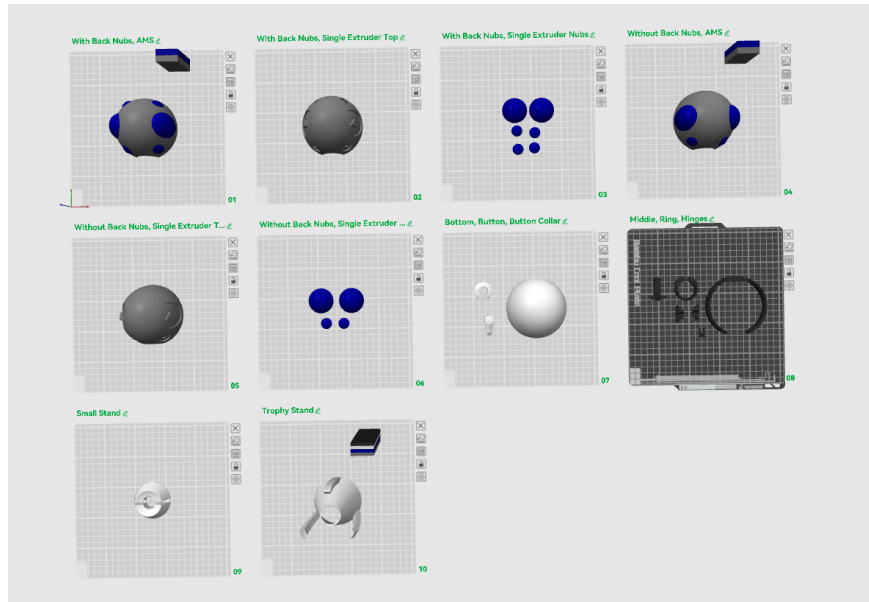 With Back Nubs, AMS
With Back Nubs, Single Extruder Top
With Back Nubs, Single Extruder Nubs
Without Back Nubs, AMS
01
02
03
04
Without Back Nubs, Single Extruder T...
Without Back Nubs, Single Extruder ...
Bottom, Button, Button Collar
Middle, Ring, Hinges
05
06
07
08
Small Stand
Trophy Stand
09
10